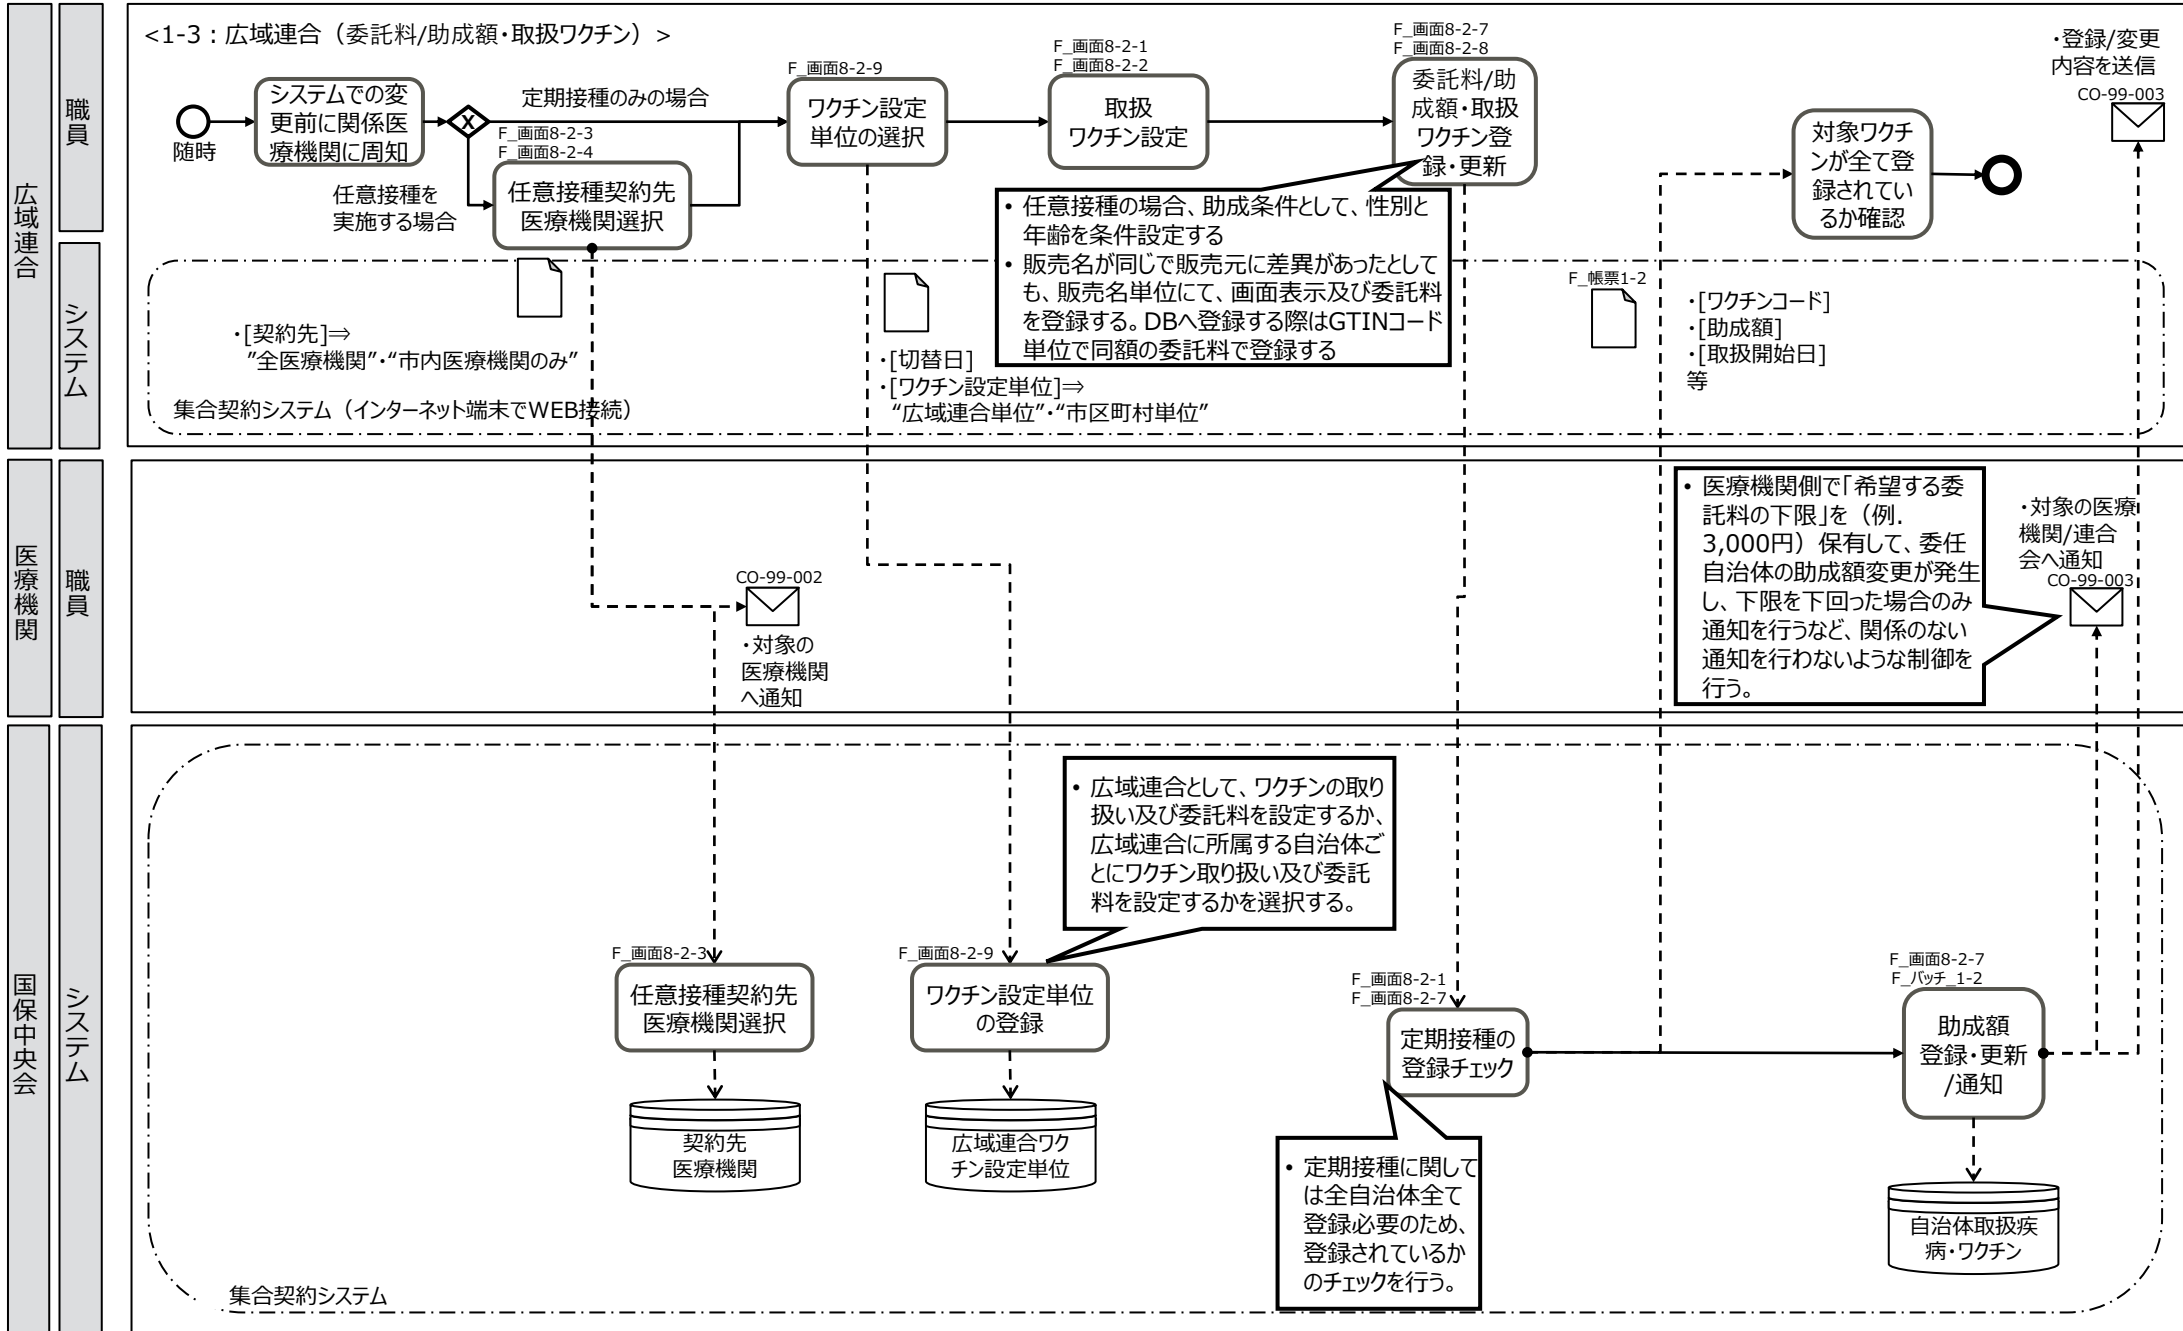 <1-3：広域連合（委託料/助成額・取扱ワクチン）>
広域連合
職員
システム
随時
システムでの変
更前に関係医
療機関に周知
X
定期接種のみの場合
任意接種を
実施する場合
F_画面8-2-3
F_画面8-2-4
任意接種契約先
医療機関選択
F_画面8-2-9
ワクチン設定
単位の選択
F_画面8-2-1
F_画面8-2-2
取扱
ワクチン設定
F_画面8-2-7
F_画面8-2-8
委託料/助
成額・取扱
ワクチン登
録・更新
対象ワクチ
ンが全て登
録されてい
るか確認
・登録/変更
内容を送信
CO-99-003
• 任意接種の場合、助成条件として、性別と
年齢を条件設定する
• 販売名が同じで販売元に差異があったとして
も、販売名単位にて、画面表示及び委託料
を登録する。DBへ登録する際はGTINコード
単位で同額の委託料で登録する
・[契約先]⇒
”全医療機関”・“市内医療機関のみ”
・[切替日]
・[ワクチン設定単位]⇒
“広域連合単位”・“市区町村単位”
F_帳票1-2
・[ワクチンコード]
・[助成額]
・[取扱開始日]
等
集合契約システム（インターネット端末でWEB接続）
医療機関
職員
CO-99-002
・対象の
医療機関
へ通知
• 医療機関側で「希望する委
託料の下限」を（例.
3,000円）保有して、委任
自治体の助成額変更が発生
し、下限を下回った場合のみ
通知を行うなど、関係のない
通知を行わないような制御を
行う。
・対象の医療
機関/連合
会へ通知
CO-99-003
国保中央会
システム
• 広域連合として、ワクチンの取り
扱い及び委託料を設定するか、
広域連合に所属する自治体ご
とにワクチン取り扱い及び委託
料を設定するかを選択する。
F_画面8-2-3
任意接種契約先
医療機関選択
契約先
医療機関
F_画面8-2-9
ワクチン設定単位
の登録
広域連合ワク
チン設定単位
F_画面8-2-1
F_画面8-2-7
定期接種の
登録チェック
• 定期接種に関して
は全自治体全て
登録必要のため、
登録されているか
のチェックを行う。
F_画面8-2-7
F_バッチ_1-2
助成額
登録・更新
/通知
自治体取扱疾
病・ワクチン
集合契約システム